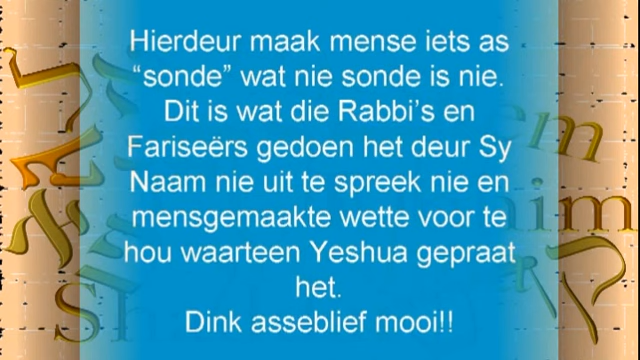 Hierdeur maak mense iets as
“sonde” wat nie sonde is nie.
Dit is wat die Rabbi’s en
Fariseërs gedoen het deur Sy
Naam nie uit te spreek nie en
mensgemaakte wette voor te
hou waarteen Yeshua gepraat
het.
Dink asseblief mooi!!